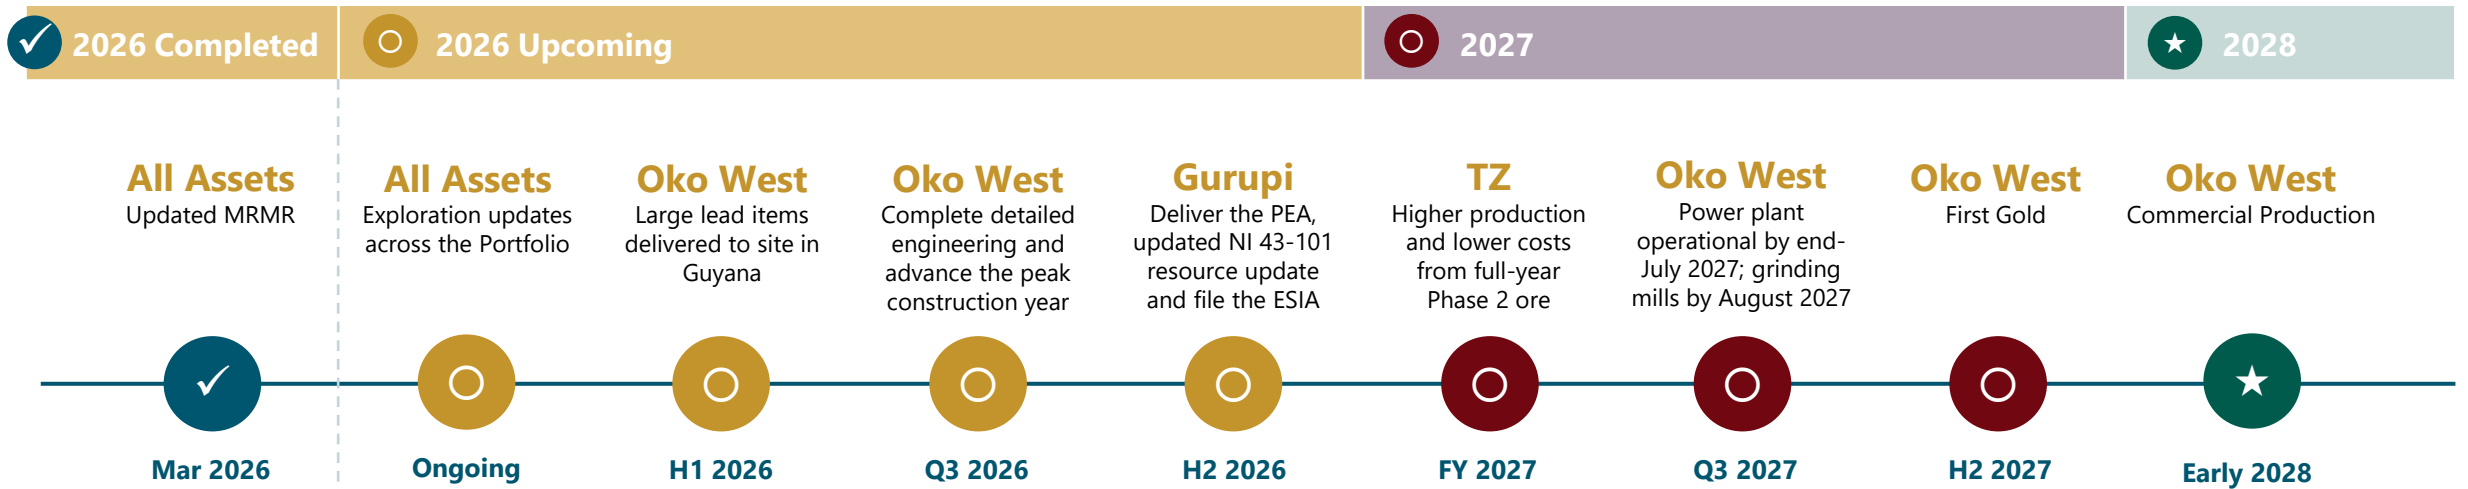 2026 Completed
2026 Upcoming
2027
2028
All Assets
Updated MRMR
Mar 2026
All Assets
Exploration updates
across the Portfolio
Ongoing
Oko West
Large lead items
delivered to site in
Guyana
H1 2026
Oko West
Complete detailed
engineering and
advance the peak
construction year
Q3 2026
Gurupi
Deliver the PEA,
updated NI 43-101
resource update
and file the ESIA
H2 2026
TZ
Higher production
and lower costs
from full-year
Phase 2 ore
FY 2027
Oko West
Power plant
operational by end-
July 2027; grinding
mills by August 2027
Q3 2027
Oko West
First Gold
H2 2027
Oko West
Commercial Production
Early 2028